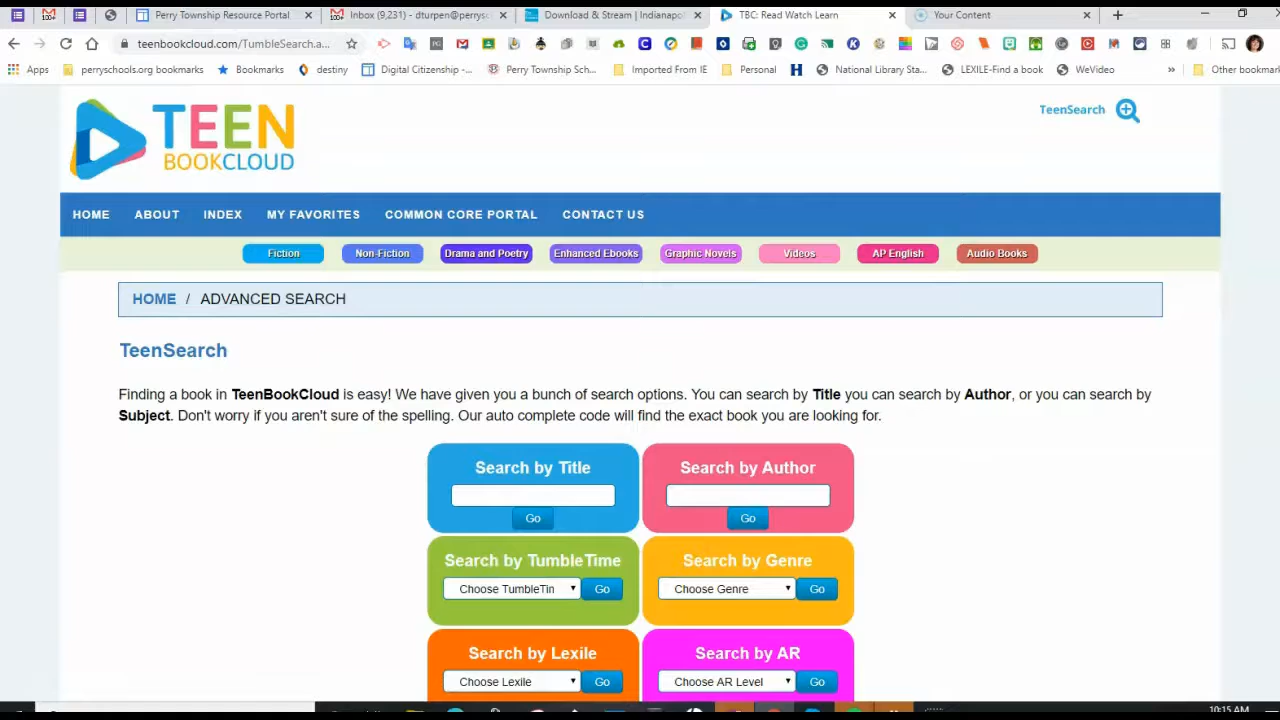 Perry Township Resource Portal
Inbox (9,231) - dturpen@perrysc
Download & Stream | Indianapol
TBC: Read Watch Learn
Your Content
teenbookcloud.com/TumbleSearch.a...
Apps
perryschools.org bookmarks
Bookmarks
destiny
Digital Citizenship -...
Perry Township Sch...
Imported From IE
Personal
National Library Sta...
LEXILE-Find a book
WeVideo
»
Other bookmark
TEEN
BOOKCLOUD
TeenSearch
HOME ABOUT INDEX MY FAVORITES COMMON CORE PORTAL CONTACT US
Fiction Non-Fiction Drama and Poetry Enhanced Ebooks Graphic Novels Videos AP English Audio Books
HOME / ADVANCED SEARCH
TeenSearch
Finding a book in TeenBookCloud is easy! We have given you a bunch of search options. You can search by Title you can search by Author, or you can search by
Subject. Don't worry if you aren't sure of the spelling. Our auto complete code will find the exact book you are looking for.
Search by Title
Go
Search by Author
Go
Search by TumbleTime
Choose TumbleTin Go
Search by Genre
Choose Genre Go
Search by Lexile
Choose Lexile Go
Search by AR
Choose AR Level Go
10:15 AM